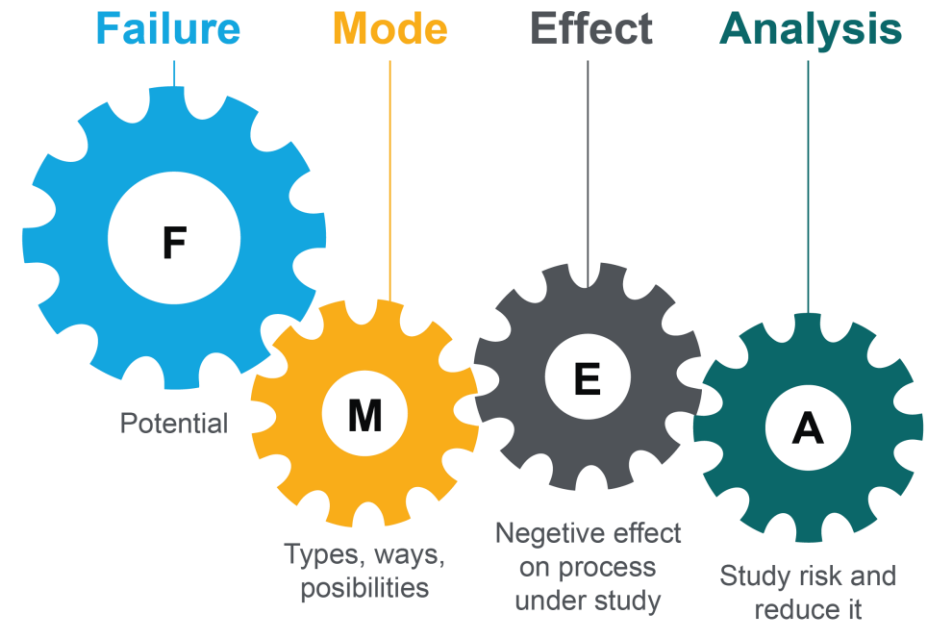 Failure
Mode
Effect
Analysis
F
M
E
A
Potential
Types, ways,
posibilities
Negetive effect
on process
under study
Study risk and
reduce it